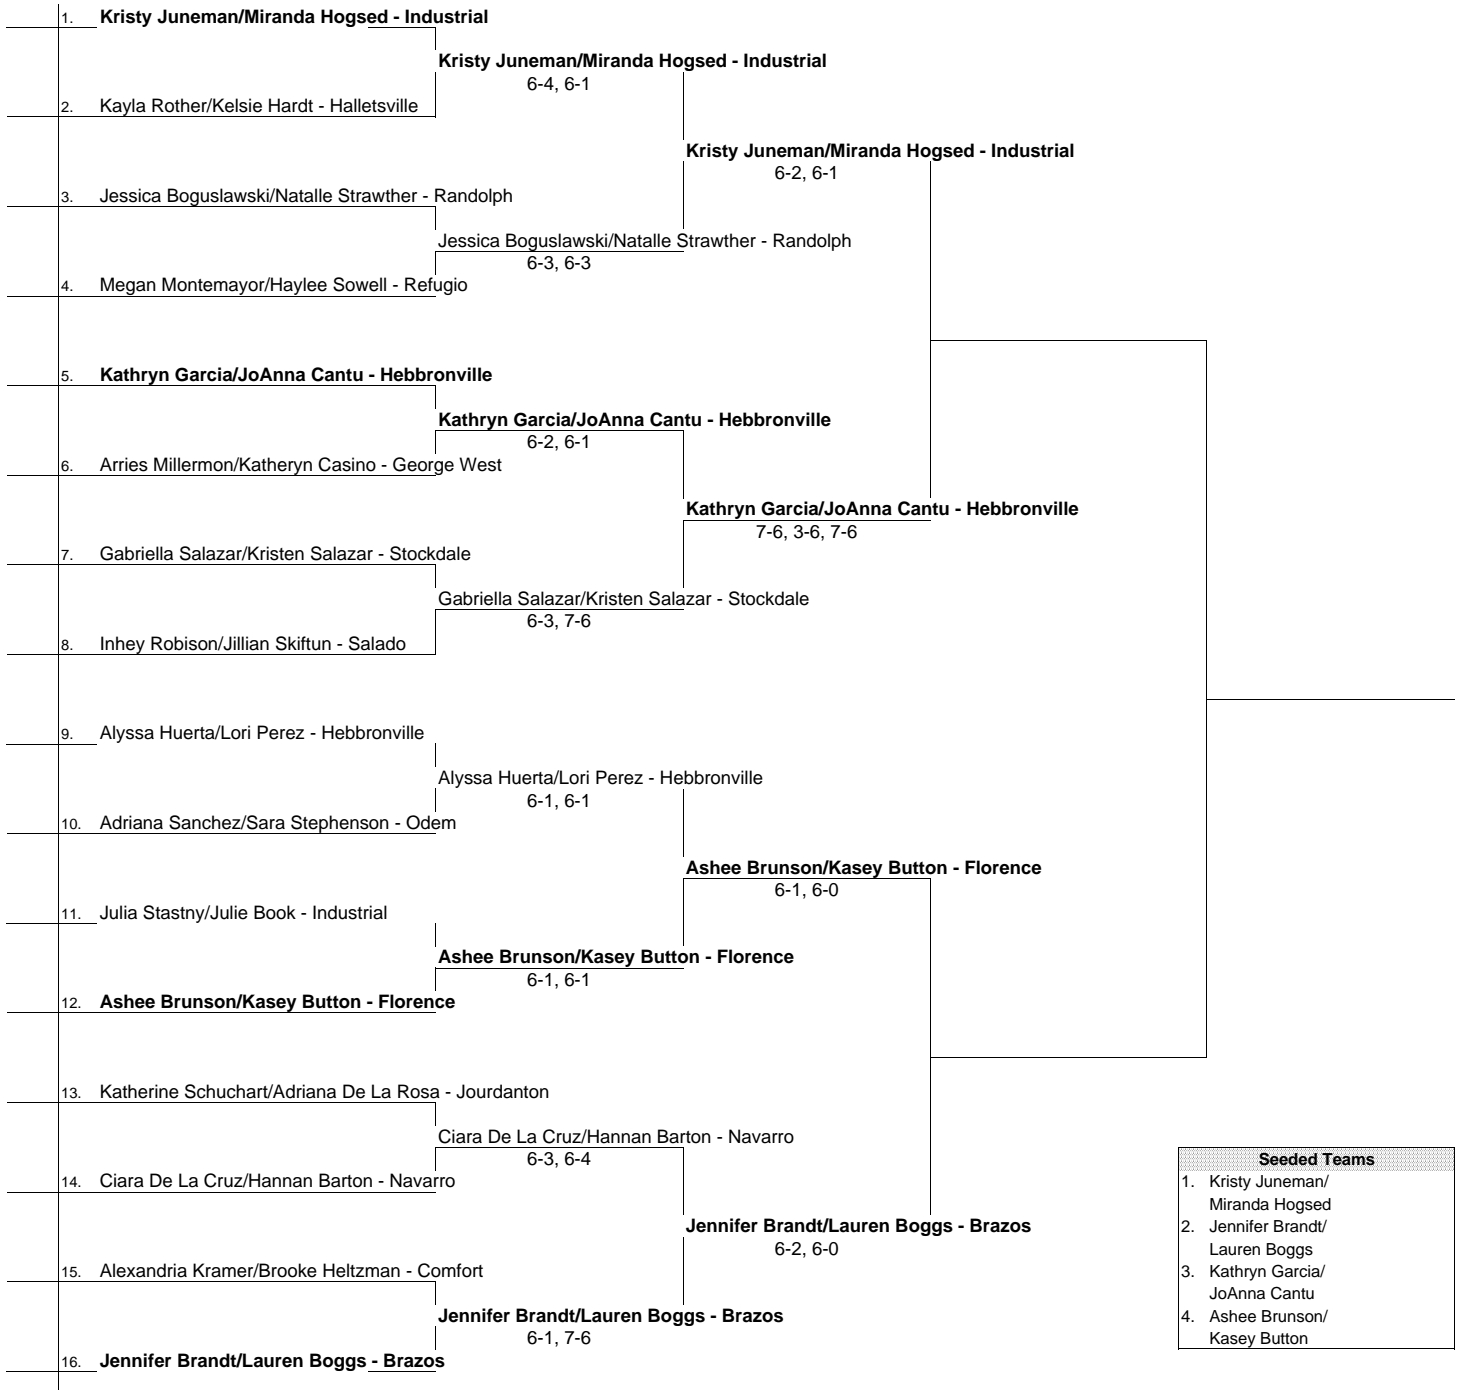 1. Kristy Juneman/Miranda Hogsed - Industrial
Kristy Juneman/Miranda Hogsed - Industrial
6-4, 6-1
2. Kayla Rother/Kelsie Hardt - Halletsville
Kristy Juneman/Miranda Hogsed - Industrial
6-2, 6-1
3. Jessica Boguslawski/Natalle Strawther - Randolph
Jessica Boguslawski/Natalle Strawther - Randolph
6-3, 6-3
4. Megan Montemayor/Haylee Sowell - Refugio
5. Kathryn Garcia/JoAnna Cantu - Hebbronville
Kathryn Garcia/JoAnna Cantu - Hebbronville
6-2, 6-1
6. Arries Millermon/Katheryn Casino - George West
Kathryn Garcia/JoAnna Cantu - Hebbronville
7-6, 3-6, 7-6
7. Gabriella Salazar/Kristen Salazar - Stockdale
Gabriella Salazar/Kristen Salazar - Stockdale
6-3, 7-6
8. Inhey Robison/Jillian Skiftun - Salado
9. Alyssa Huerta/Lori Perez - Hebbronville
Alyssa Huerta/Lori Perez - Hebbronville
6-1, 6-1
10. Adriana Sanchez/Sara Stephenson - Odem
Ashee Brunson/Kasey Button - Florence
6-1, 6-0
11. Julia Stastny/Julie Book - Industrial
Ashee Brunson/Kasey Button - Florence
6-1, 6-1
12. Ashee Brunson/Kasey Button - Florence
13. Katherine Schuchart/Adriana De La Rosa - Jourdanton
Ciara De La Cruz/Hannan Barton - Navarro
6-3, 6-4
14. Ciara De La Cruz/Hannan Barton - Navarro
Jennifer Brandt/Lauren Boggs - Brazos
6-2, 6-0
15. Alexandria Kramer/Brooke Heltzman - Comfort
Jennifer Brandt/Lauren Boggs - Brazos
6-1, 7-6
16. Jennifer Brandt/Lauren Boggs - Brazos
Seeded Teams
1. Kristy Juneman/
Miranda Hogsed
2. Jennifer Brandt/
Lauren Boggs
3. Kathryn Garcia/
JoAnna Cantu
4. Ashee Brunson/
Kasey Button